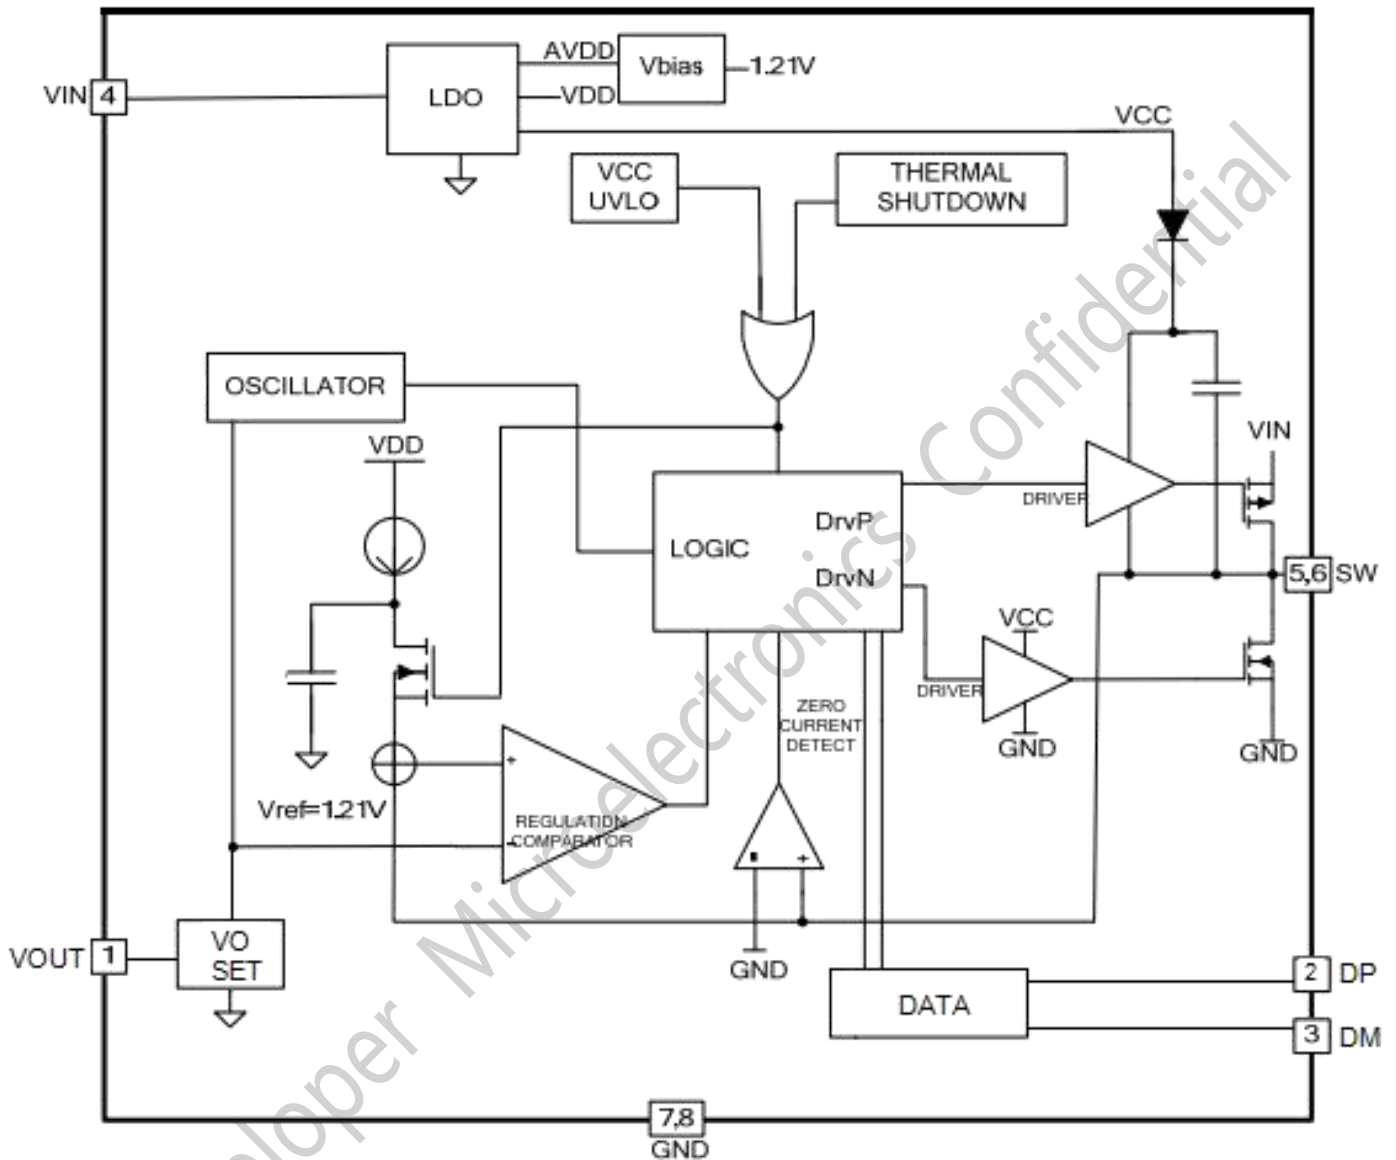 AVDD
Vbias
1.21V
VIN 4
LDO
VDD
VCC
VCC
UVLO
THERMAL
SHUTDOWN
OSCILLATOR
VDD
VIN
DRIVER
DrvP
LOGIC
DrvN
5,6 SW
VCC
DRIVER
ZERO
CURRENT
DETECT
GND
GND
+
Vref=1.21V
REGULATION
COMPARATOR
-
- +
VOUT 1
VO
SET
GND
2 DP
DATA
3 DM
7,8
GND
eloper Microelectronics Confidential